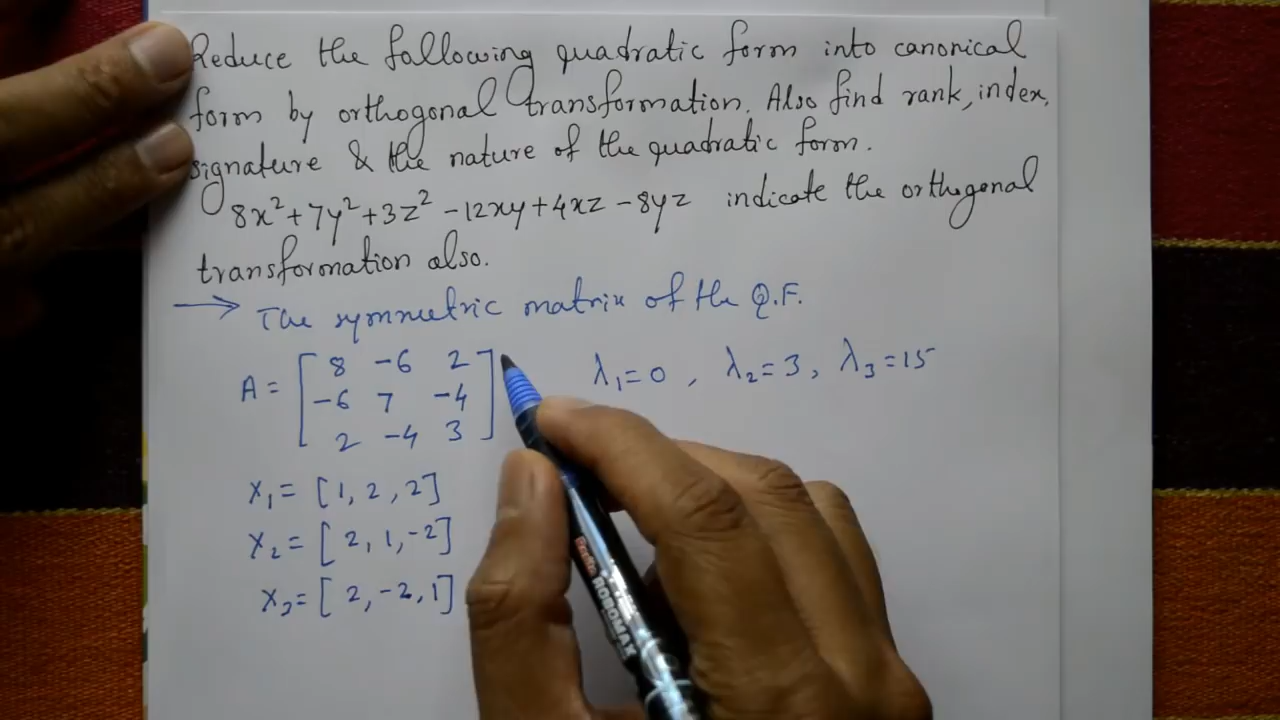 Reduce the following quadratic form into canonical
form by orthogonal transformation. Also find rank, index,
signature & the nature of the quadratic form.
8x²+7y²+3z² -12xy+4xz -8yz indicate the orthogonal
transformation also.
→ The symmetric matrix of the Q.F.
A = [ 8 -6 2
-6 7 -4
2 -4 3 ]
λ₁=0 , λ₂=3, λ₃=15
X₁= [1, 2, 2]
X₂= [2, 1, -2]
X₃= [2, -2, 1]
ROBOMAX